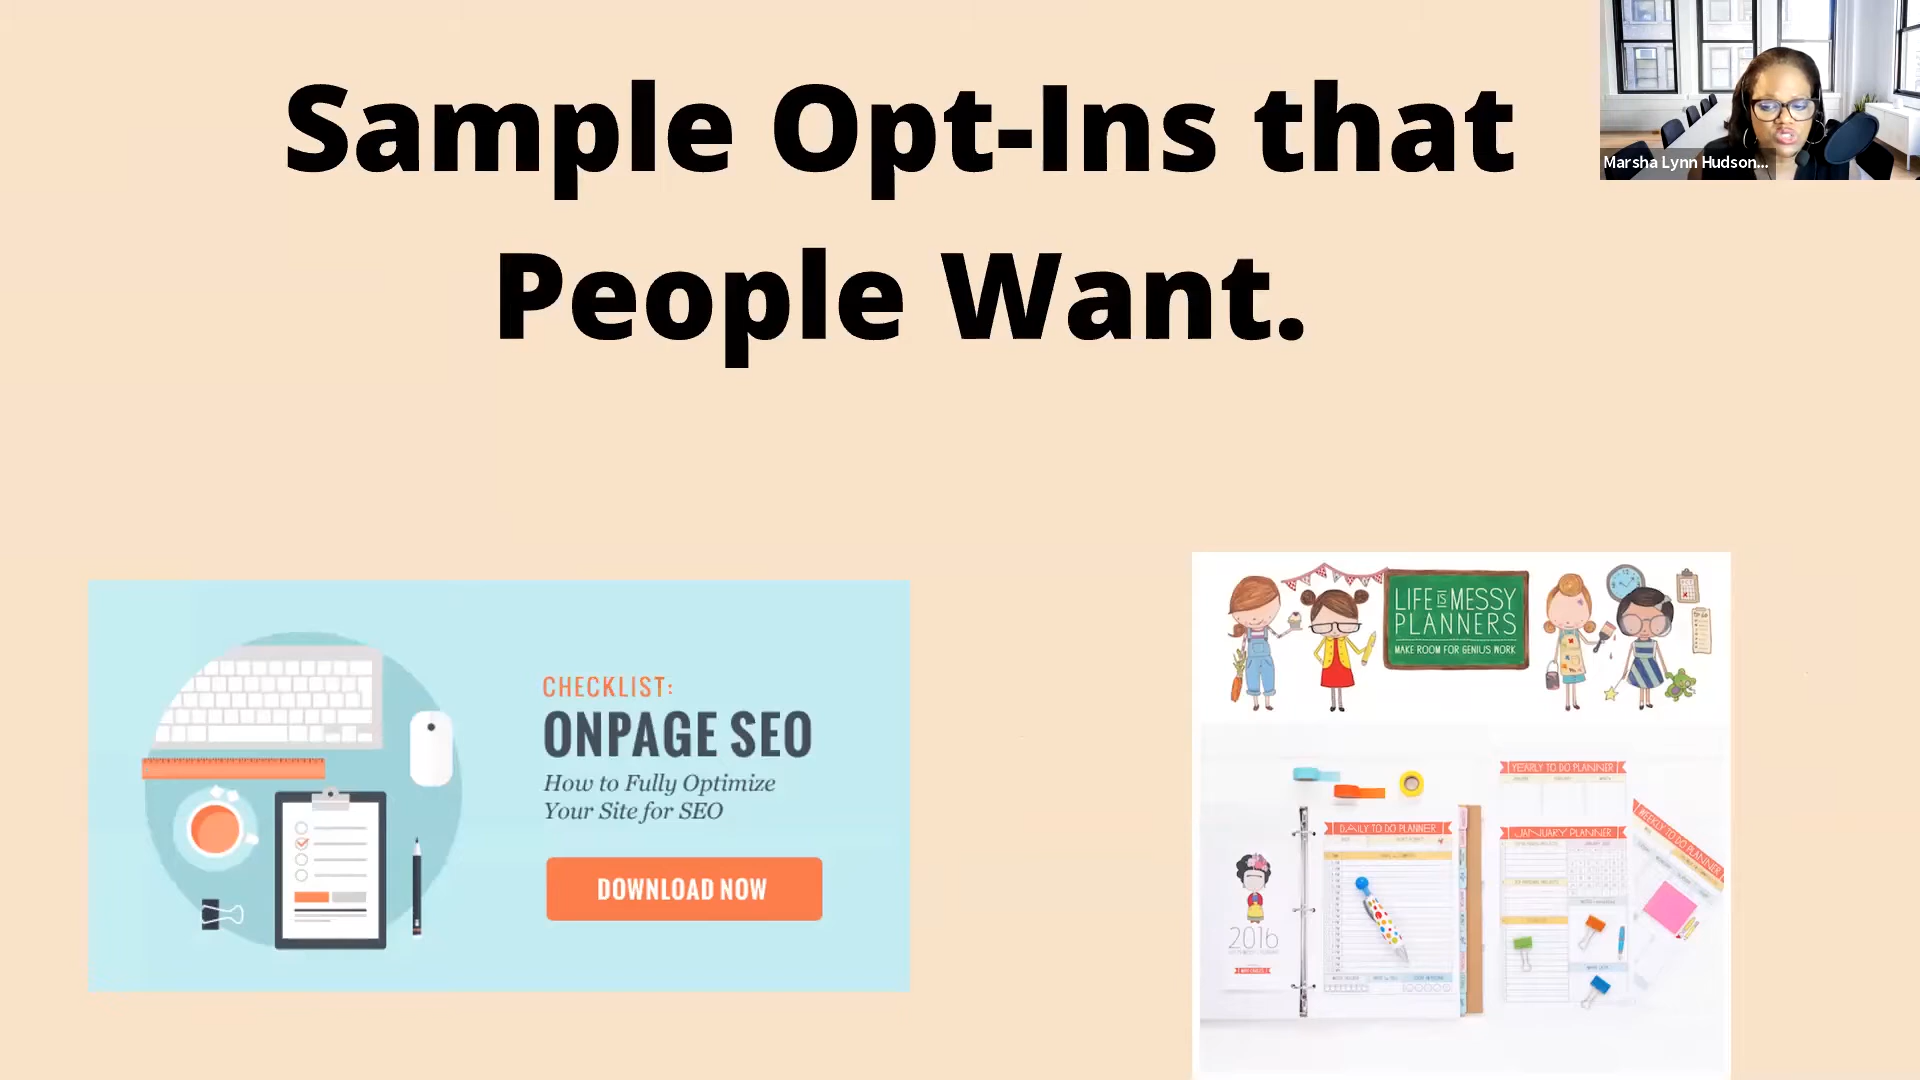 Sample Opt-Ins that
People Want.
Marsha Lynn Hudson...
CHECKLIST:
ONPAGE SEO
How to Fully Optimize
Your Site for SEO
DOWNLOAD NOW
LIFE IS MESSY
PLANNERS
MAKE ROOM FOR GENIUS WORK
YEARLY TO DO PLANNER
DAILY TO DO PLANNER
JANUARY PLANNER
WEEKLY TO DO PLANNER
2016